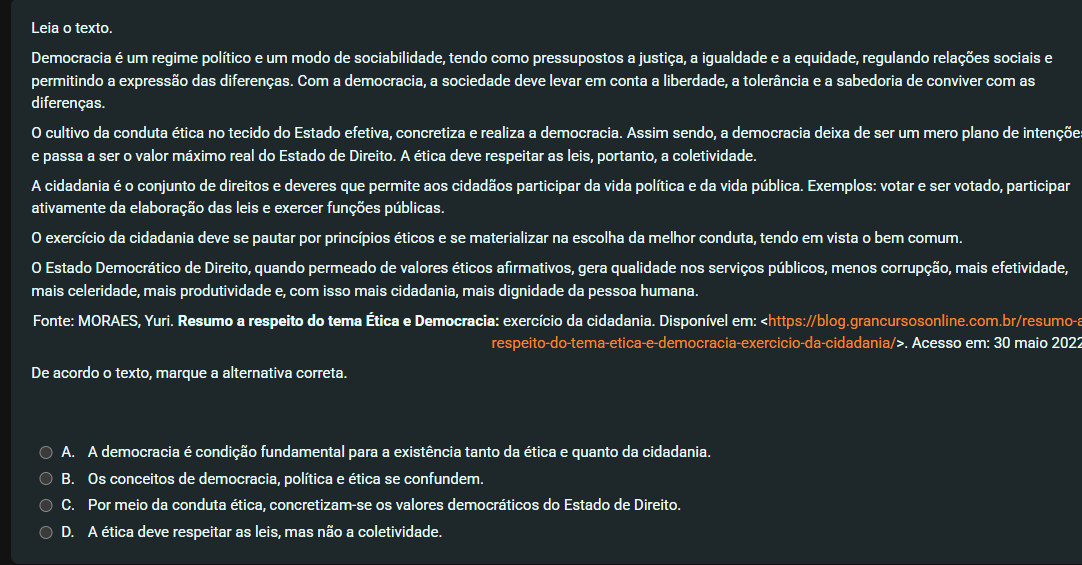 Leia o texto.
Democracia é um regime político e um modo de sociabilidade, tendo como pressupostos a justiça, a igualdade e a equidade, regulando relações sociais e
permitindo a expressão das diferenças. Com a democracia, a sociedade deve levar em conta a liberdade, a tolerância e a sabedoria de conviver com as
diferenças.
O cultivo da conduta ética no tecido do Estado efetiva, concretiza e realiza a democracia. Assim sendo, a democracia deixa de ser um mero plano de intenções
e passa a ser o valor máximo real do Estado de Direito. A ética deve respeitar as leis, portanto, a coletividade.
A cidadania é o conjunto de direitos e deveres que permite aos cidadãos participar da vida política e da vida pública. Exemplos: votar e ser votado, participar
ativamente da elaboração das leis e exercer funções públicas.
O exercício da cidadania deve se pautar por princípios éticos e se materializar na escolha da melhor conduta, tendo em vista o bem comum.
O Estado Democrático de Direito, quando permeado de valores éticos afirmativos, gera qualidade nos serviços públicos, menos corrupção, mais efetividade,
mais celeridade, mais produtividade e, com isso mais cidadania, mais dignidade da pessoa humana.
Fonte: MORAES, Yuri. Resumo a respeito do tema Ética e Democracia: exercício da cidadania. Disponível em: <https://blog.grancursosonline.com.br/resumo-a
respeito-do-tema-etica-e-democracia-exercicio-da-cidadania/>. Acesso em: 30 maio 2022
De acordo o texto, marque a alternativa correta.
A. A democracia é condição fundamental para a existência tanto da ética e quanto da cidadania.
B. Os conceitos de democracia, política e ética se confundem.
C. Por meio da conduta ética, concretizam-se os valores democráticos do Estado de Direito.
D. A ética deve respeitar as leis, mas não a coletividade.